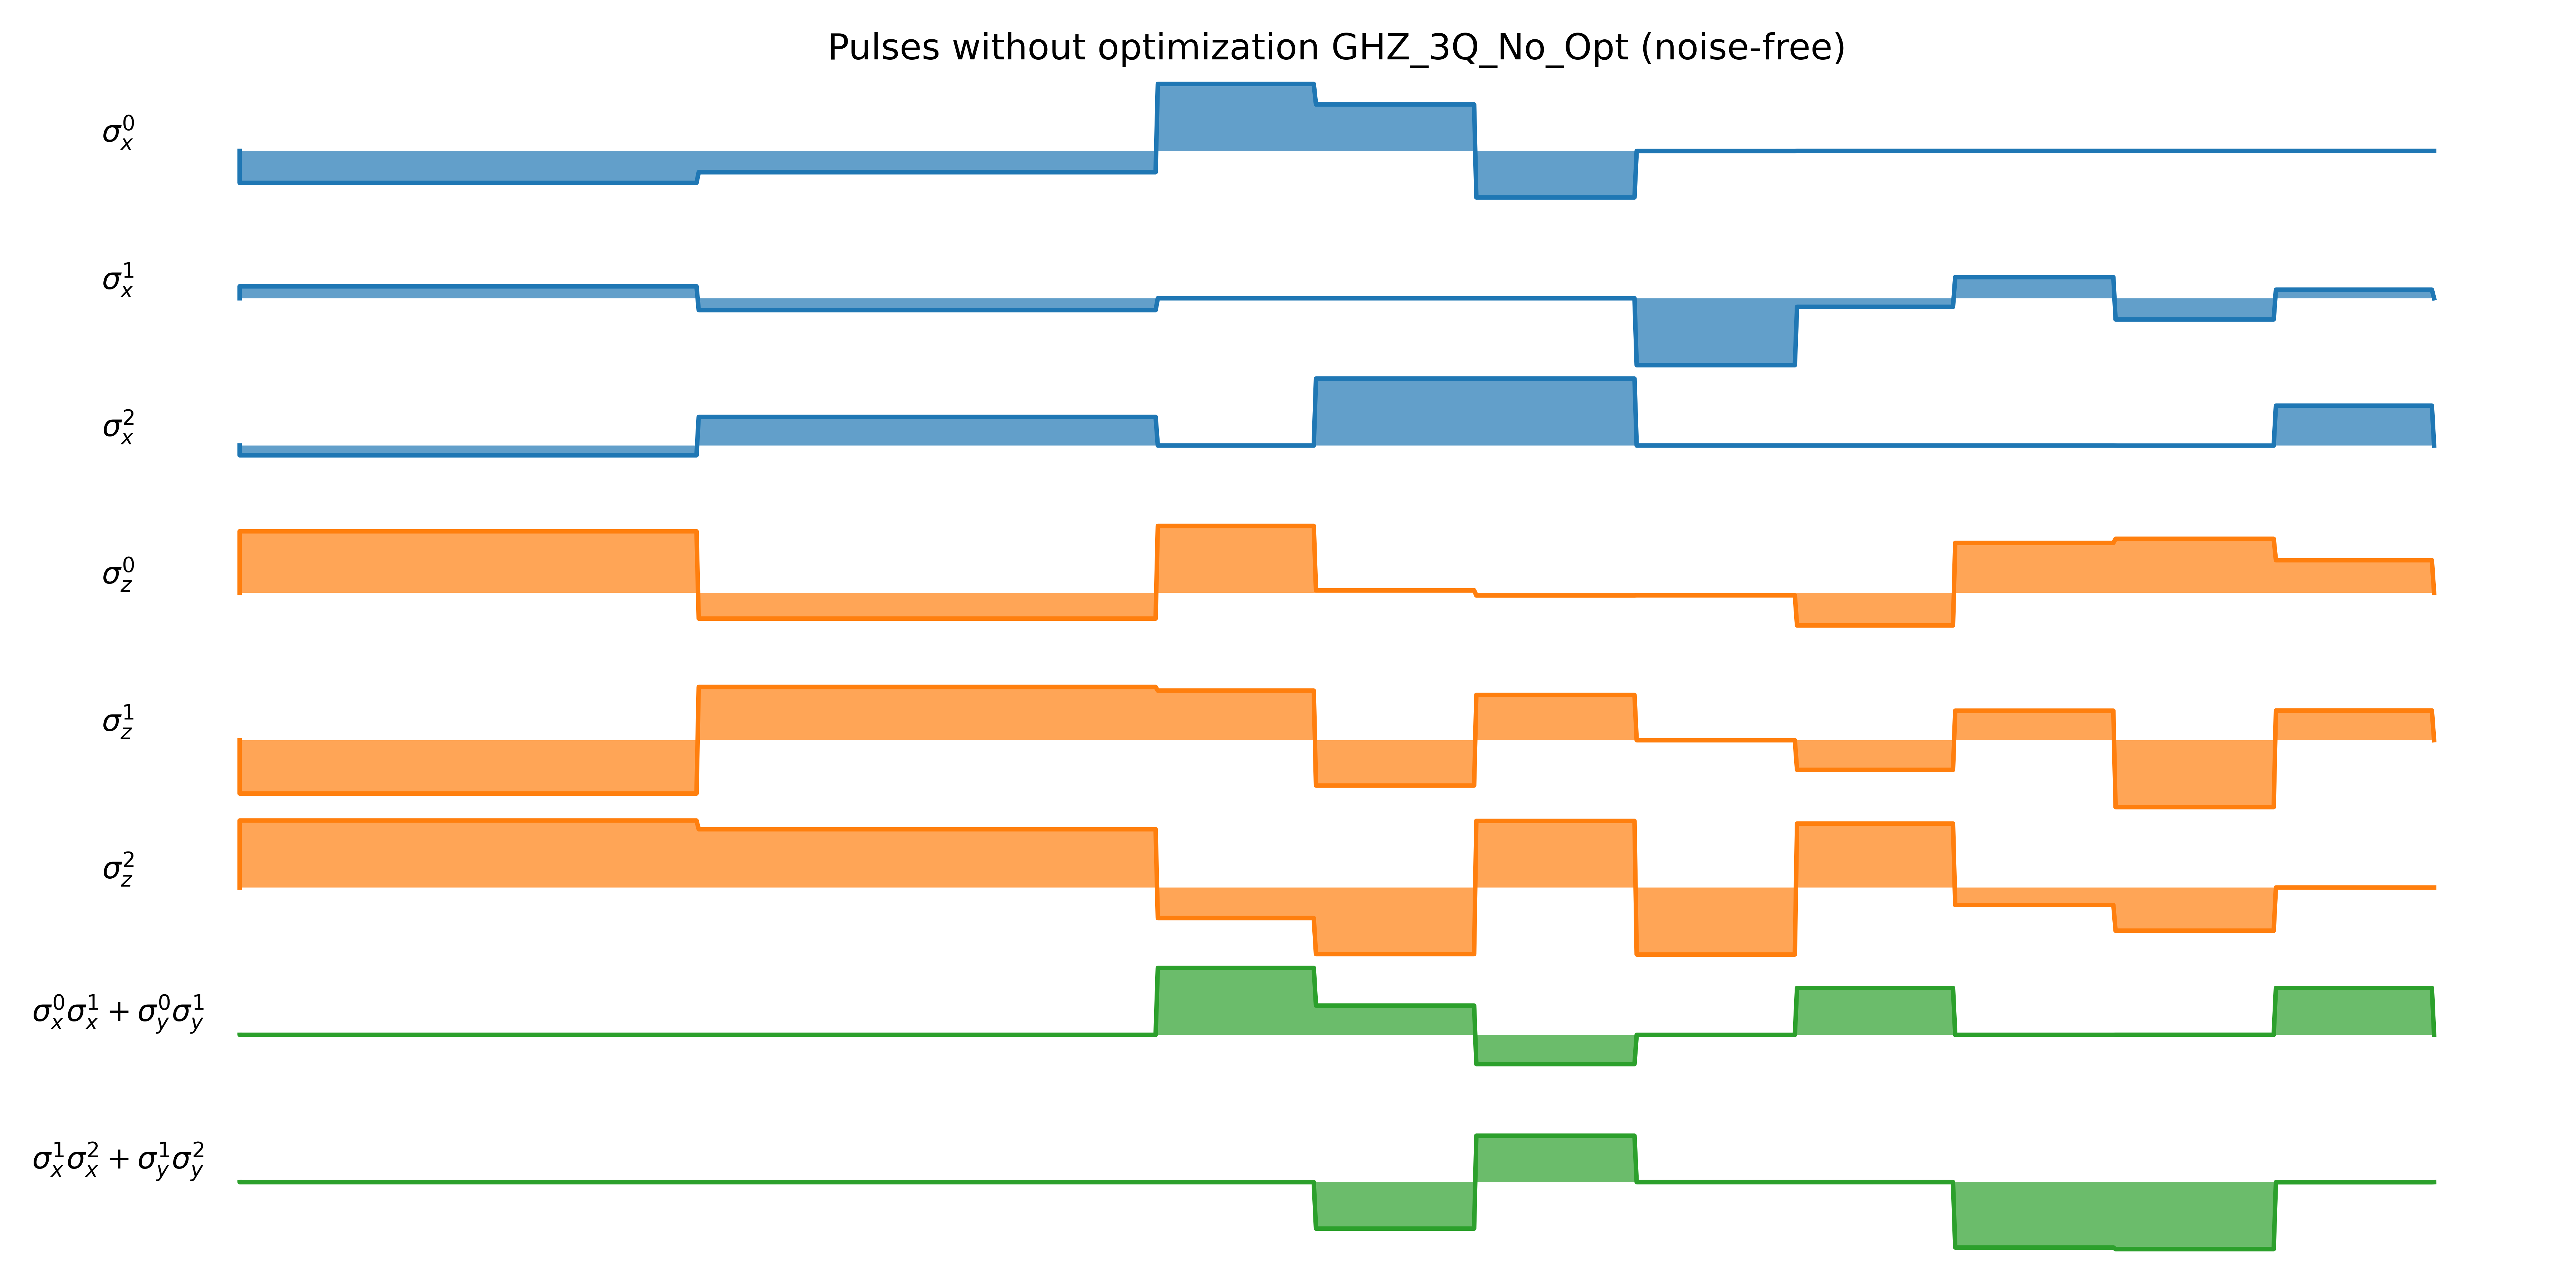 Pulses without optimization GHZ_3Q_No_Opt (noise-free)
σ_x^0
σ_x^1
σ_x^2
σ_z^0
σ_z^1
σ_z^2
σ_x^0σ_x^1 + σ_y^0σ_y^1
σ_x^1σ_x^2 + σ_y^1σ_y^2